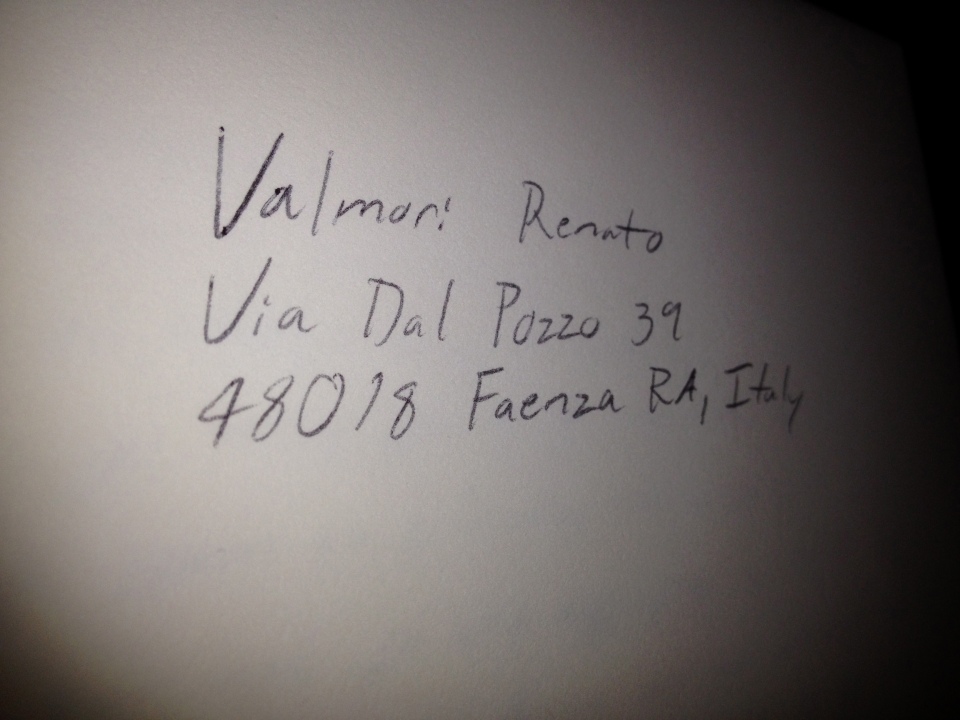 Valmori Renato
Via Dal Pozzo 39
48018 Faenza RA, Italy